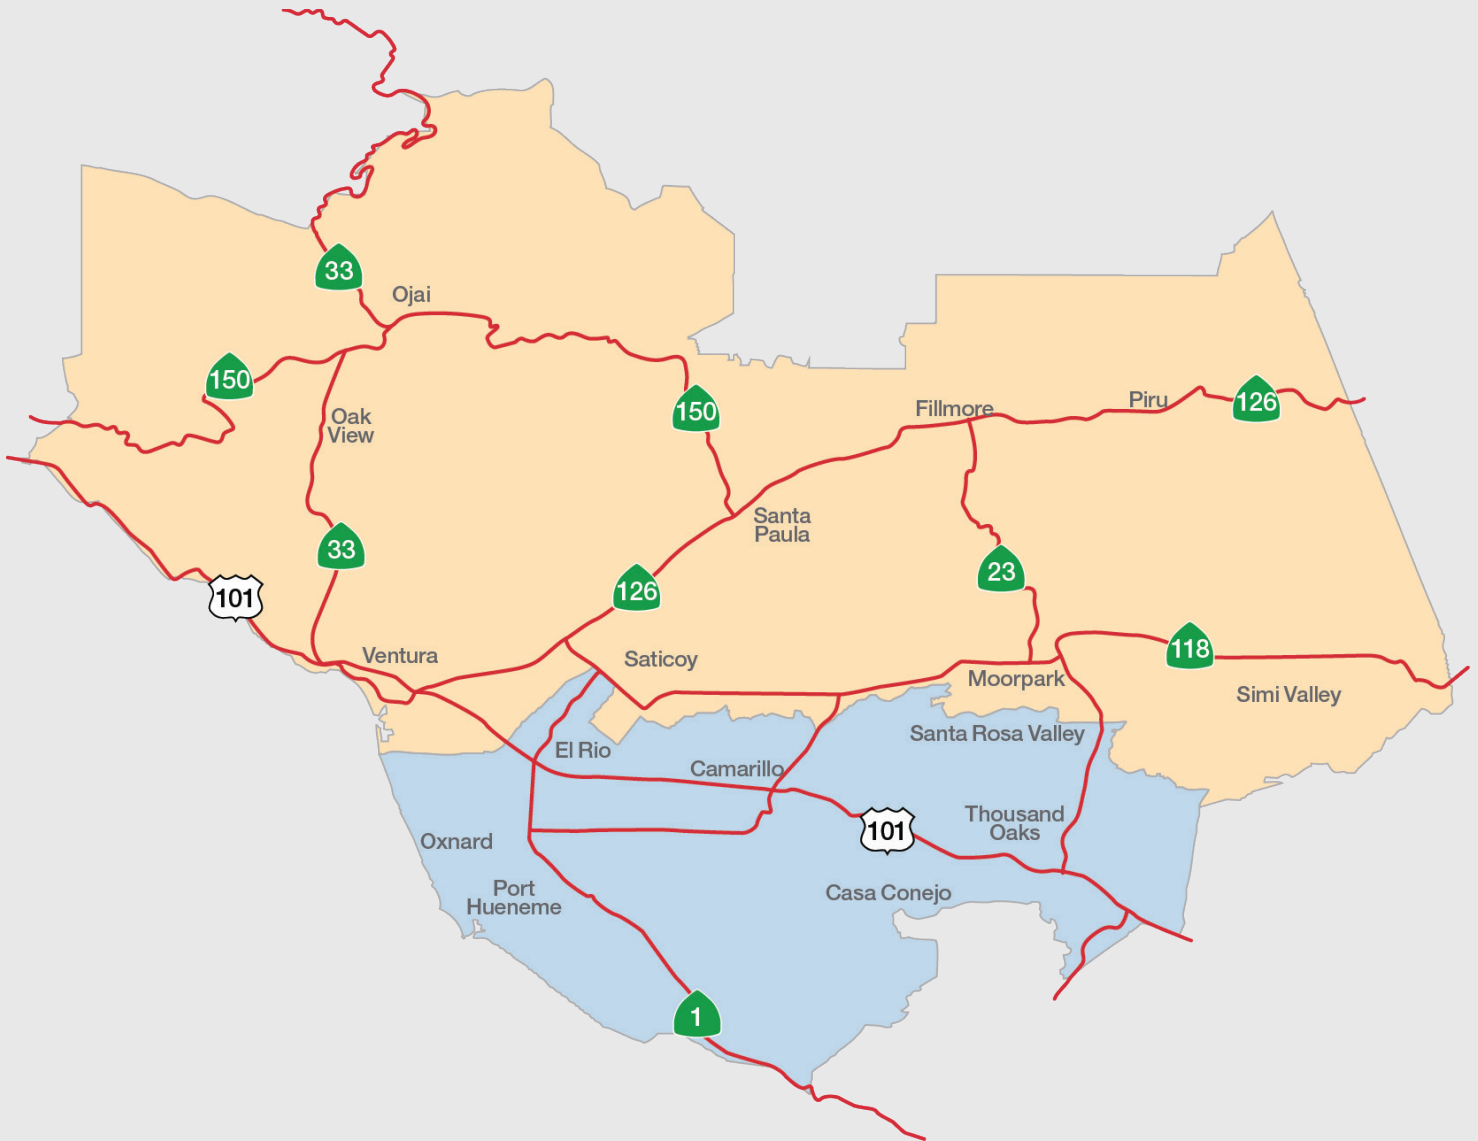 33
Ojai
150
Oak
View
150
Fillmore
Piru
126
Santa
Paula
33
101
126
23
Ventura
Saticoy
118
Moorpark
Simi Valley
El Rio
Santa Rosa Valley
Camarillo
Oxnard
101
Thousand
Oaks
Port
Hueneme
Casa Conejo
1